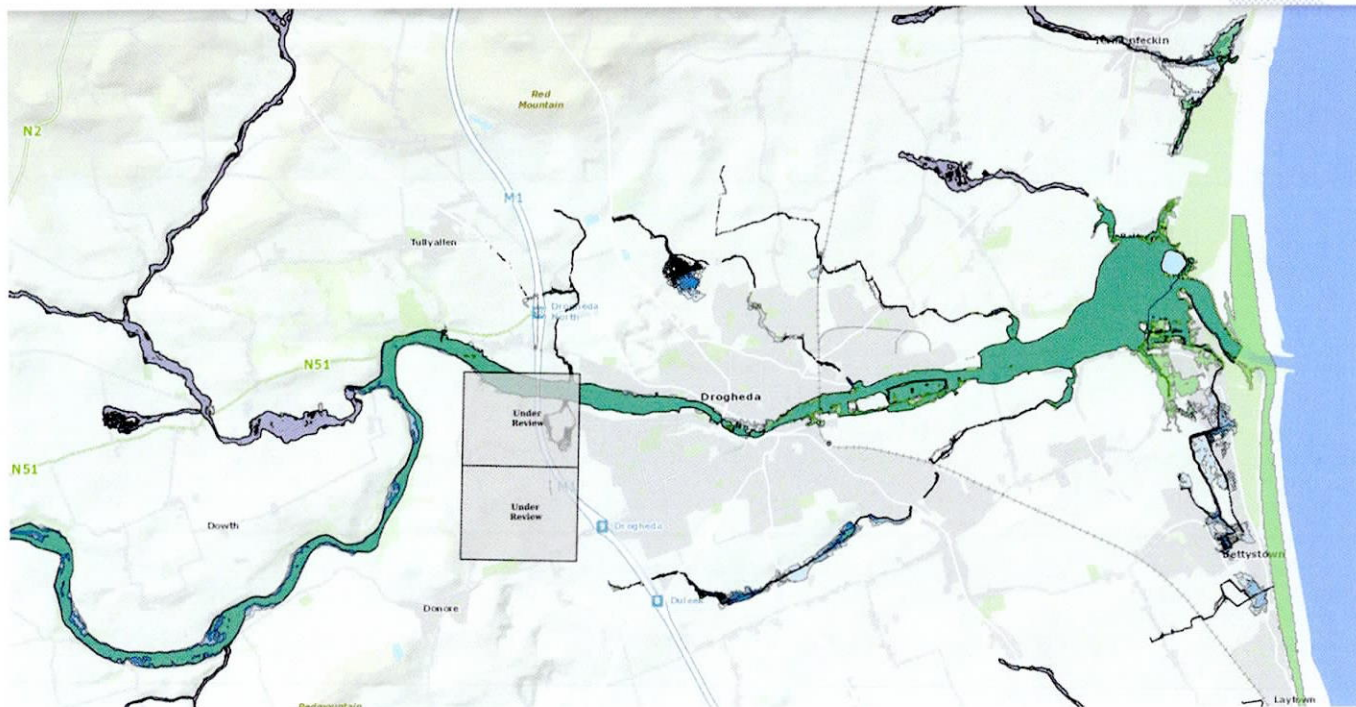 Red
Mountain
N2
M1
Tullyallen
Drogheda
North
N51
Drogheda
Under
Review
N51
M1
Under
Review
Dowth
Drogheda
Bettystown
Donore
Duleek
Laytown